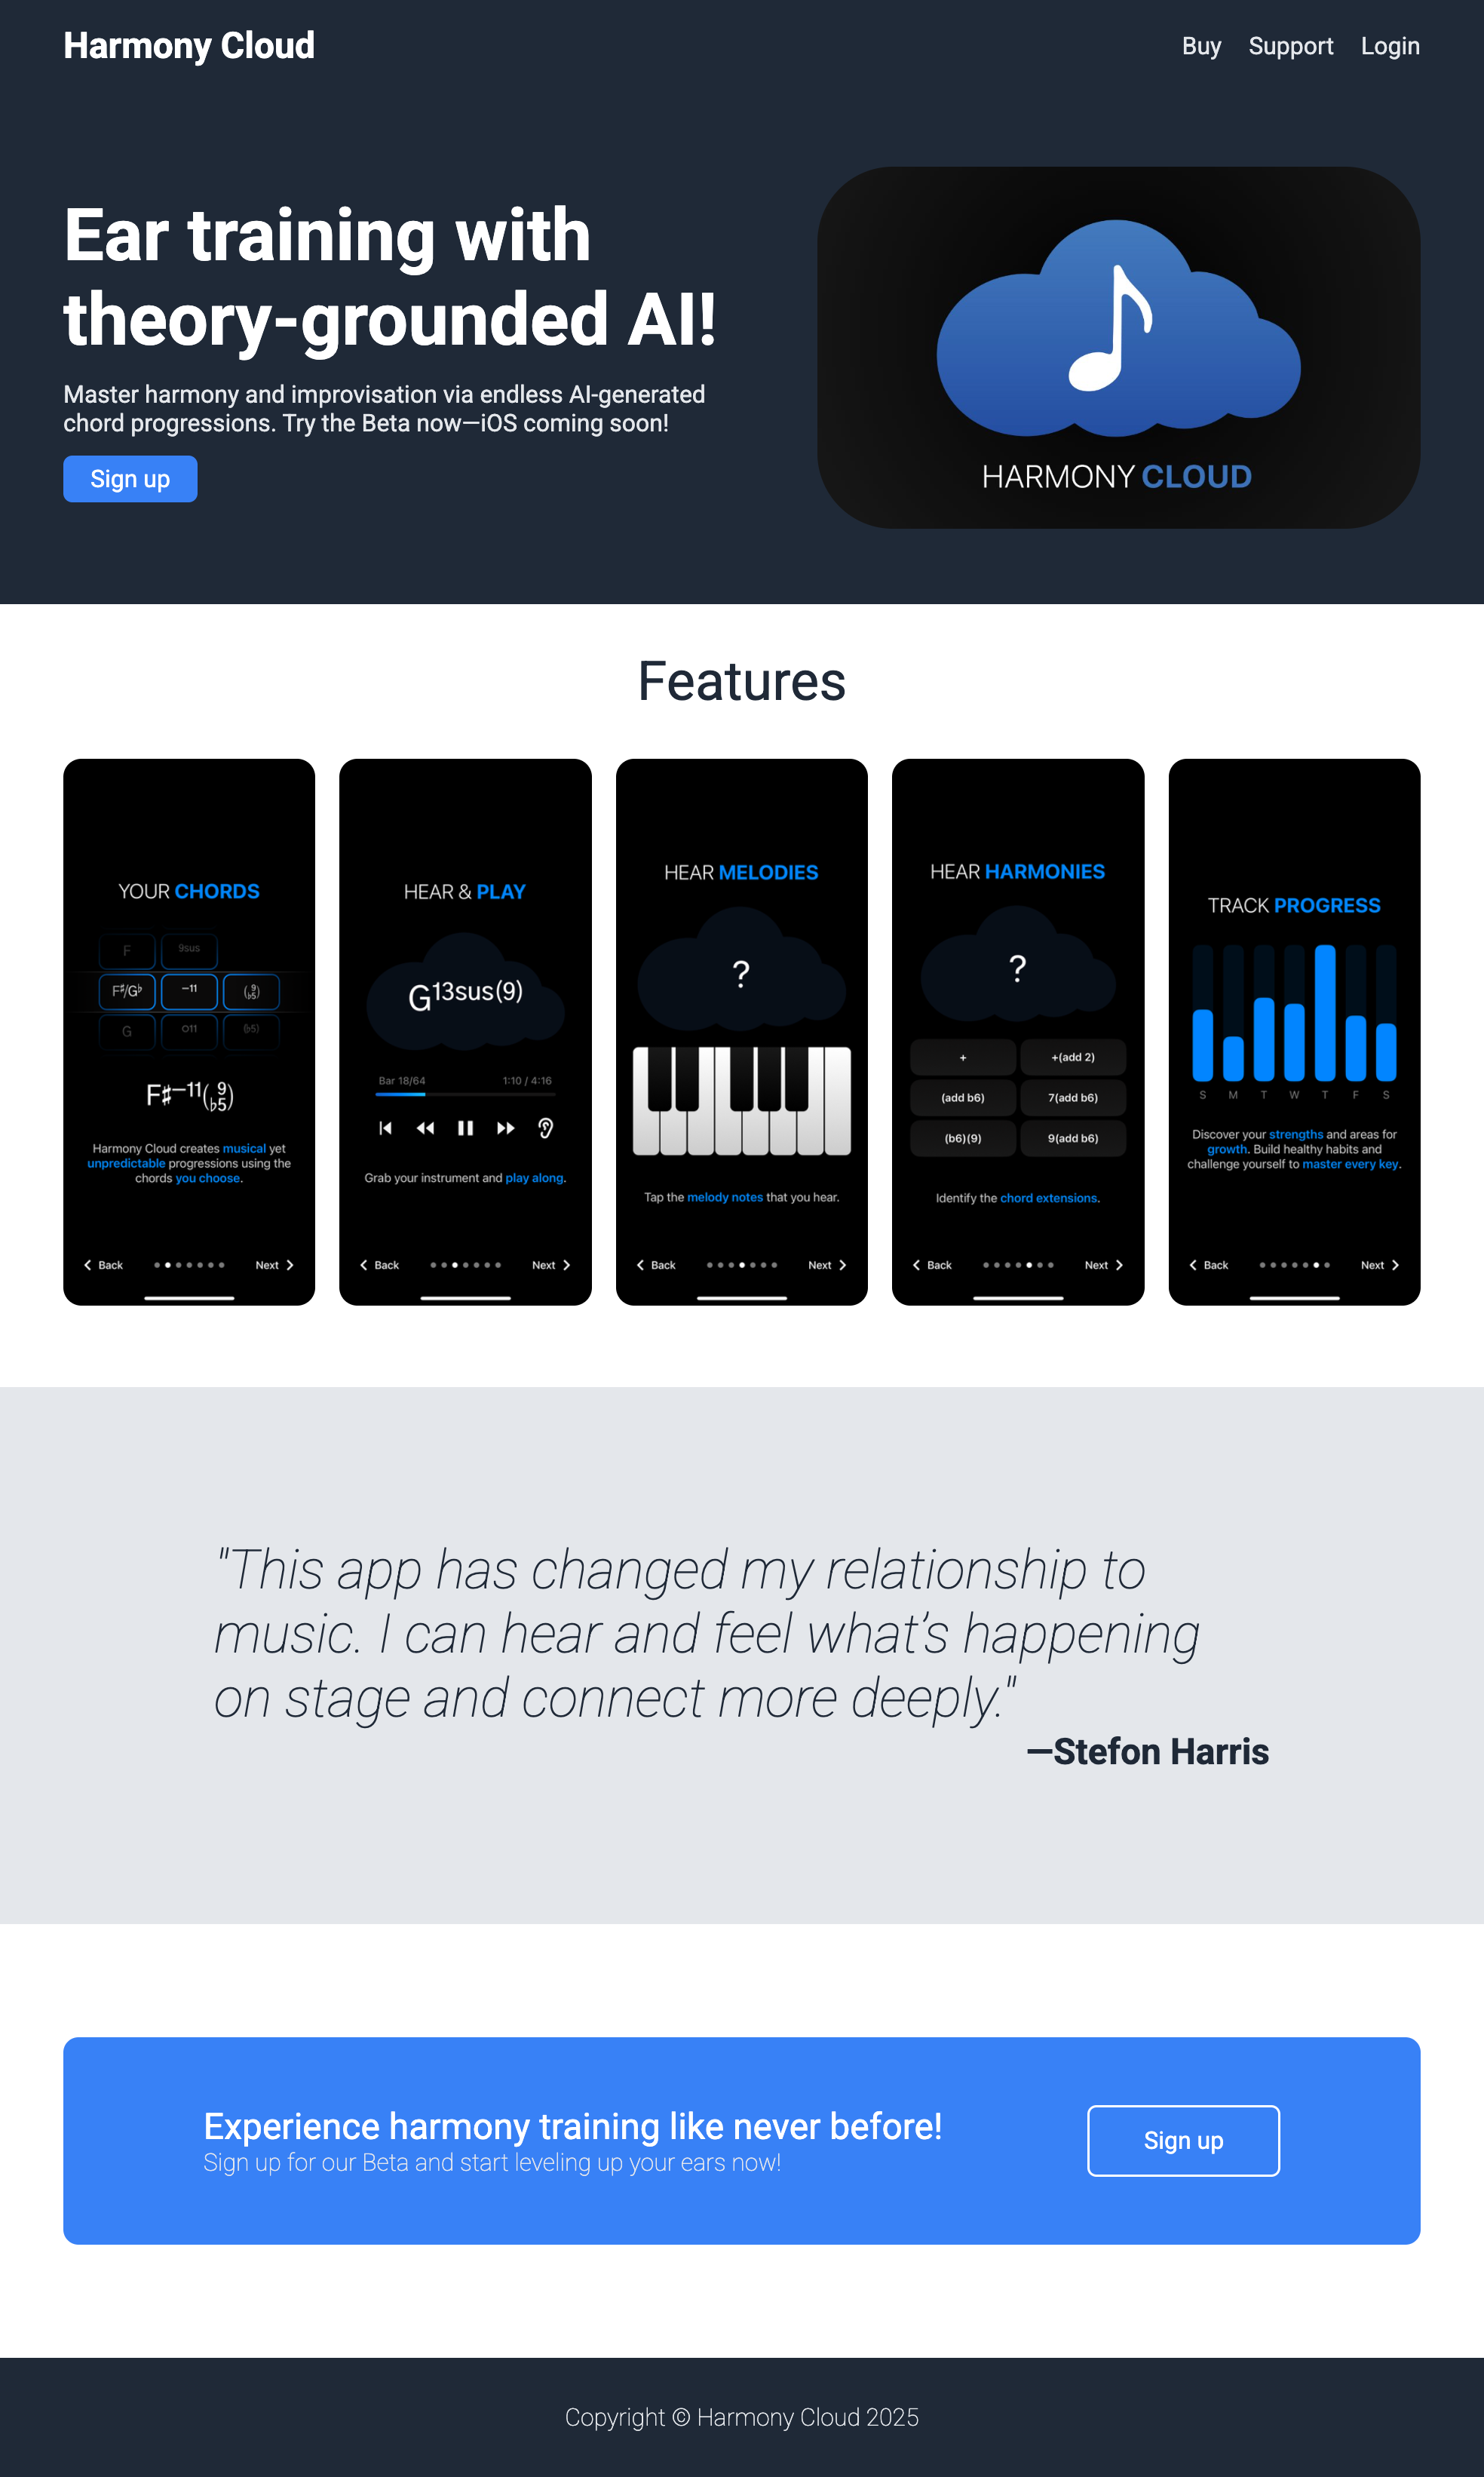 Harmony Cloud
Buy Support Login
Ear training with
theory-grounded AI!
Master harmony and improvisation via endless AI-generated
chord progressions. Try the Beta now—iOS coming soon!
Sign up
HARMONY CLOUD
Features
YOUR CHORDS
F 9sus
F♯/G♭ –11 (9 ♭5)
G o11 (♭5)
F♯–11(9 ♭5)
Harmony Cloud creates musical yet
unpredictable progressions using the
chords you choose.
Back Next
HEAR & PLAY
G13sus(9)
Bar 18/64 1:10 / 4:16
Grab your instrument and play along.
Back Next
HEAR MELODIES
?
Tap the melody notes that you hear.
Back Next
HEAR HARMONIES
?
+ +(add 2)
(add b6) 7(add b6)
(b6)(9) 9(add b6)
Identify the chord extensions.
Back Next
TRACK PROGRESS
S M T W T F S
Discover your strengths and areas for
growth. Build healthy habits and
challenge yourself to master every key.
Back Next
"This app has changed my relationship to
music. I can hear and feel what's happening
on stage and connect more deeply."
—Stefon Harris
Experience harmony training like never before!
Sign up for our Beta and start leveling up your ears now!
Sign up
Copyright © Harmony Cloud 2025